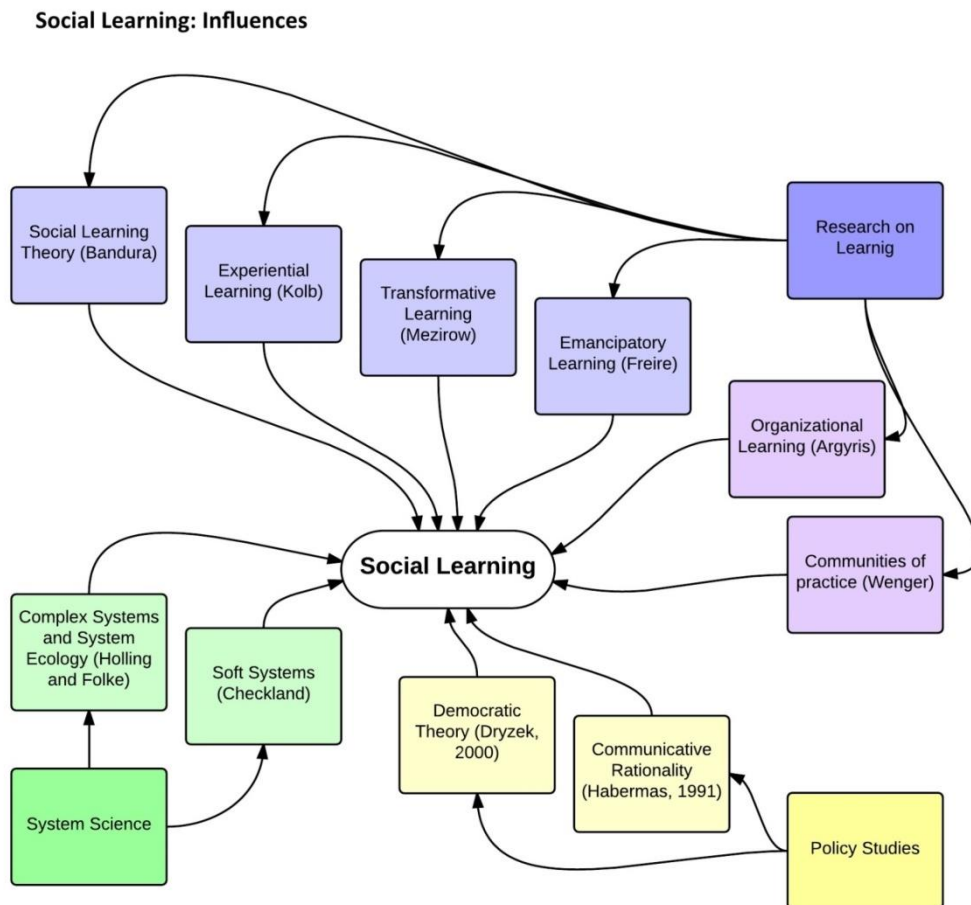 Social Learning: Influences
Social Learning
Theory (Bandura)
Experiential
Learning (Kolb)
Transformative
Learning
(Mezirow)
Emancipatory
Learning (Freire)
Research on
Learnig
Organizational
Learning (Argyris)
Social Learning
Communities of
practice (Wenger)
Complex Systems
and System
Ecology (Holling
and Folke)
Soft Systems
(Checkland)
Democratic
Theory (Dryzek,
2000)
Communicative
Rationality
(Habermas, 1991)
System Science
Policy Studies